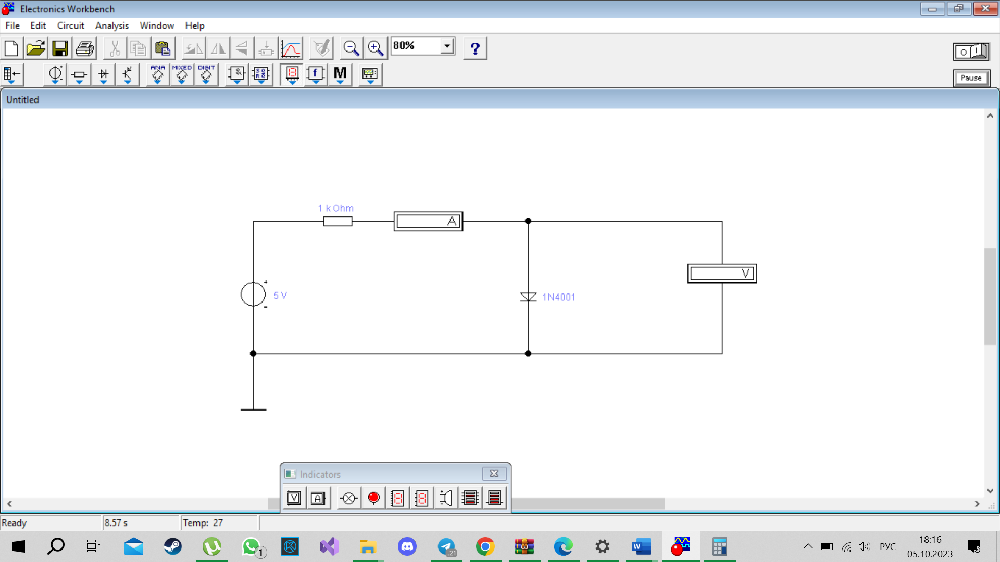 Electronics Workbench
File Edit Circuit Analysis Window Help
80%
?
ANA MIXED DIGIT
f M
Pause
Untitled
1 k Ohm
A
V
+
5 V
-
1N4001
Indicators
V A
Ready 8.57 s Temp: 27
1
21
W
РУС
18:16
05.10.2023